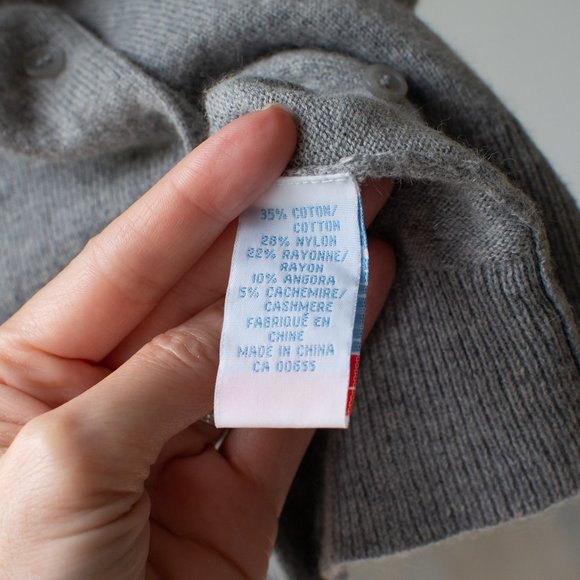 35% COTON/
COTTON
28% NYLON
22% RAYONNE/
RAYON
10% ANGORA
5% CACHEMIRE/
CASHMERE
FABRIQUÉ EN
CHINE
MADE IN CHINA
CA 00655